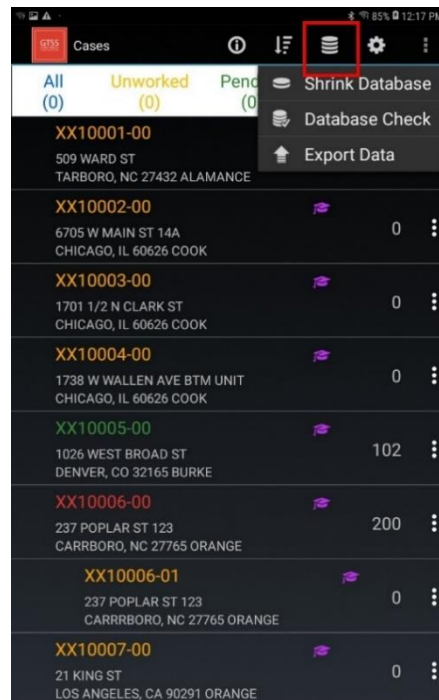 85% 12:17 PM
GTSS Cases
All Unworked Pend
(0) (0) (0
Shrink Database
Database Check
Export Data
XX10001-00
509 WARD ST
TARBORO, NC 27432 ALAMANCE
XX10002-00
6705 W MAIN ST 14A 0
CHICAGO, IL 60626 COOK
XX10003-00
1701 1/2 N CLARK ST 0
CHICAGO, IL 60626 COOK
XX10004-00
1738 W WALLEN AVE BTM UNIT 0
CHICAGO, IL 60626 COOK
XX10005-00
1026 WEST BROAD ST 102
DENVER, CO 32165 BURKE
XX10006-00
237 POPLAR ST 123 200
CARRBORO, NC 27765 ORANGE
XX10006-01
237 POPLAR ST 123 0
CARRRBORO, NC 27765 ORANGE
XX10007-00
21 KING ST 0
LOS ANGELES, CA 90291 ORANGE